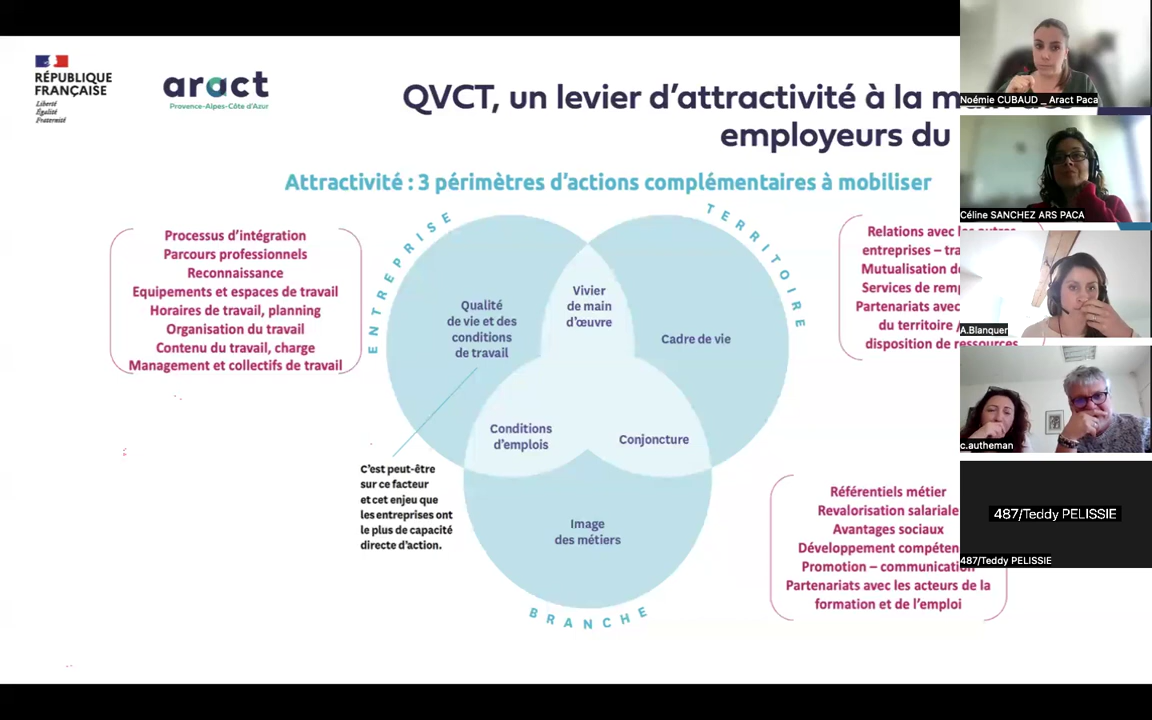 RÉPUBLIQUE
FRANÇAISE
Liberté
Égalité
Fraternité
aract
Provence-Alpes-Côte d'Azur
QVCT, un levier d'attractivité à la
employeurs du
Attractivité : 3 périmètres d'actions complémentaires à mobiliser
Processus d'intégration
Parcours professionnels
Reconnaissance
Equipements et espaces de travail
Horaires de travail, planning
Organisation du travail
Contenu du travail, charge
Management et collectifs de travail
ENTREPRISE
TERRITOIRE
BRANCHE
Qualité
de vie et des
conditions
de travail
Vivier
de main
d'œuvre
Cadre de vie
Conditions
d'emplois
Conjoncture
Image
des métiers
C'est peut-être
sur ce facteur
et cet enjeu que
les entreprises ont
le plus de capacité
directe d'action.
Relations avec les autres
entreprises –
Mutualisation
Services de
Partenariats avec
du territoire /
disposition de ressources
Référentiels métier
Revalorisation salariale
Avantages sociaux
Développement
Promotion – communication
Partenariats avec les acteurs de la
formation et de l'emploi
Noémie CUBAUD _ Aract Paca
Céline SANCHEZ ARS PACA
A.Blanquer
c.autheman
487/Teddy PELISSIE
487/Teddy PELISSIE